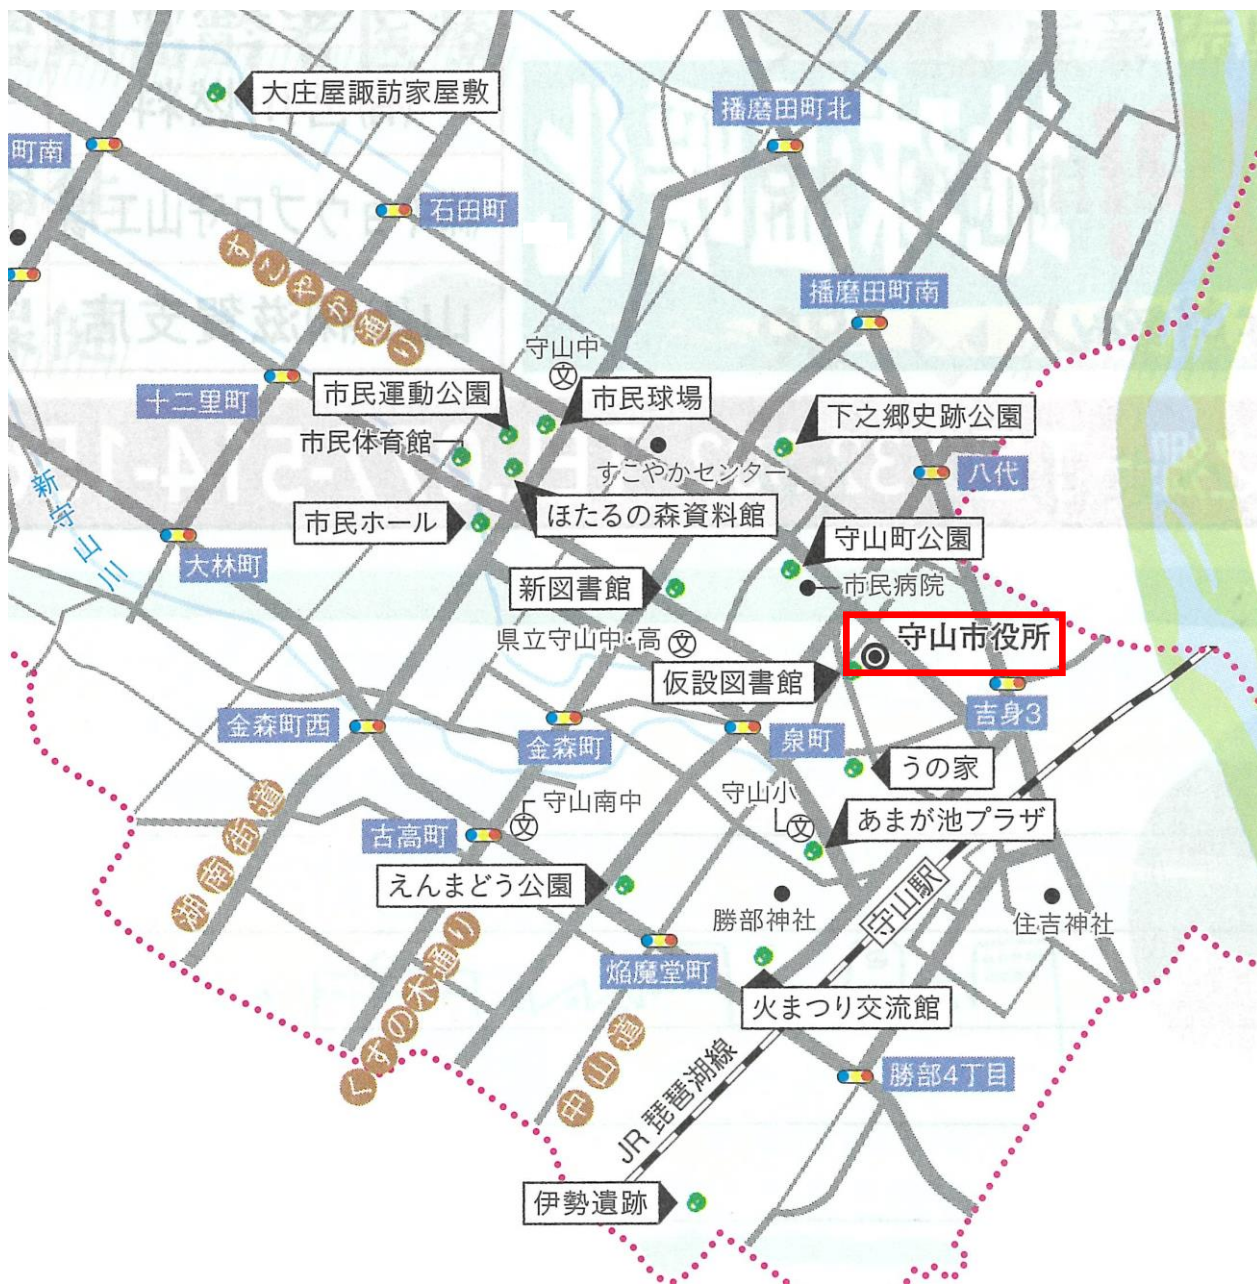 大庄屋諏訪家屋敷
播磨田町北
町南
石田町
すこやか通り
播磨田町南
守山中
文
十二里町
市民運動公園
市民球場
下之郷史跡公園
市民体育館
すこやかセンター
八代
新守山川
市民ホール
ほたるの森資料館
守山町公園
大林町
新図書館
市民病院
県立守山中・高
文
守山市役所
仮設図書館
吉身3
金森町西
金森町
泉町
うの家
守山南中
文
守山小
文
あまが池プラザ
湖南街道
古高町
えんまどう公園
勝部神社
守山駅
住吉神社
くすの木通り
焔魔堂町
火まつり交流館
中山道
JR琵琶湖線
勝部4丁目
伊勢遺跡